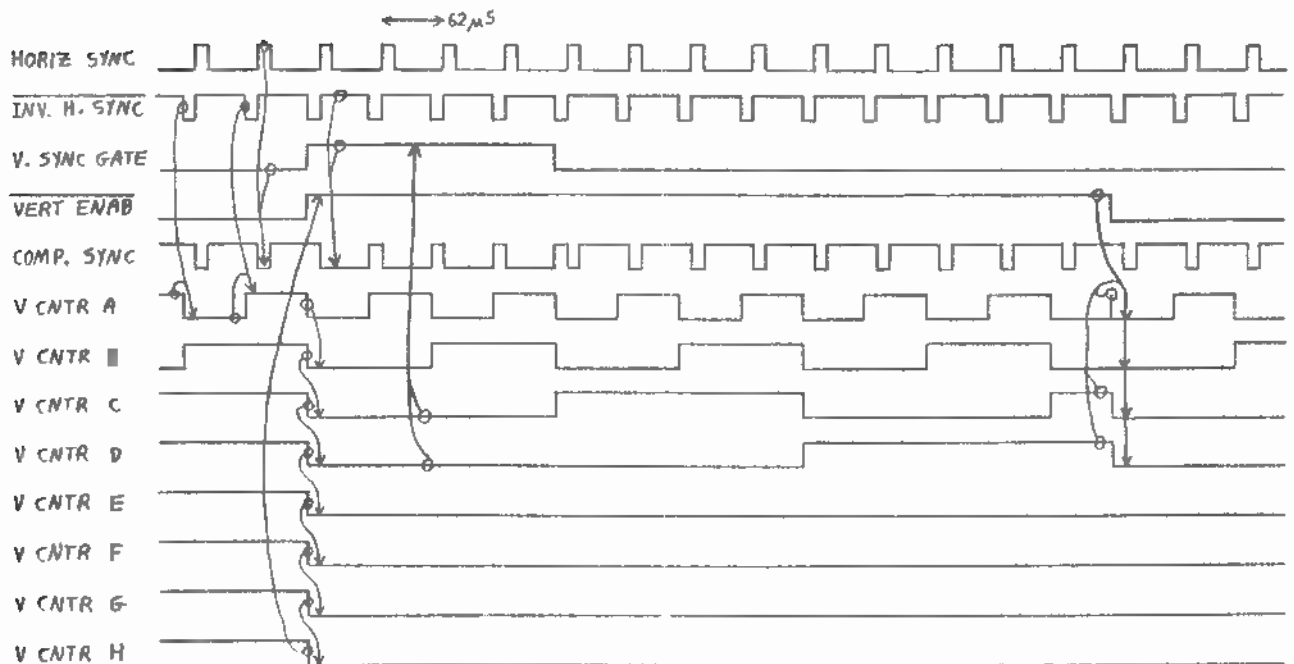 62μS
HORIZ SYNC
INV. H. SYNC
V. SYNC GATE
VERT ENAB
COMP. SYNC
V CNTR A
V CNTR
V CNTR C
V CNTR D
V CNTR E
V CNTR F
V CNTR G
V CNTR H